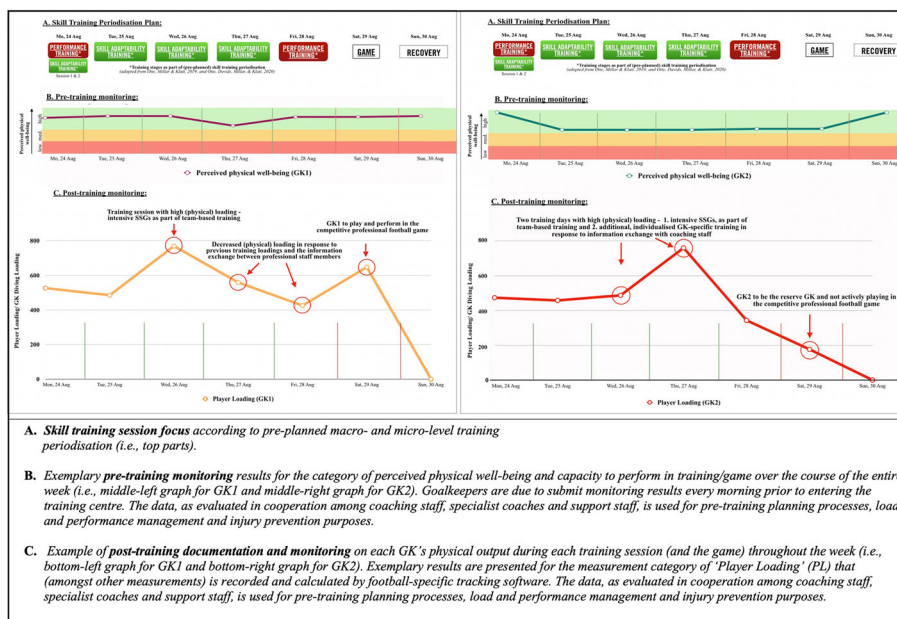 A. Skill Training Periodisation Plan:
Mo, 24 Aug
Tue, 25 Aug
Wed, 26 Aug
Thu, 27 Aug
Fri, 28 Aug
Sat, 29 Aug
Sun, 30 Aug
PERFORMANCE TRAINING*
SKILL ADAPTABILITY TRAINING*
SKILL ADAPTABILITY TRAINING*
SKILL ADAPTABILITY TRAINING*
SKILL ADAPTABILITY TRAINING*
PERFORMANCE TRAINING*
GAME
RECOVERY
Session 1 & 2
*Training stages as part of (pre-planned) skill training periodisation
(adopted from Otte, Millar & Klatt, 2019; and Otte, Davids, Millar, & Klatt, 2020)
B. Pre-training monitoring:
Perceived physical
well-being
high
med.
low
Mo, 24 Aug
Tue, 25 Aug
Wed, 26 Aug
Thu, 27 Aug
Fri, 28 Aug
Sat, 29 Aug
Sun, 30 Aug
Perceived physical well-being (GK1)
C. Post-training monitoring:
Training session with high (physical) loading -
intensive SSGs as part of team-based training
Decreased (physical) loading in response to
previous training loadings and the information
exchange between professional staff members
GK1 to play and perform in the
competitive professional football
game
Player Loading/ GK Diving Loading
800
600
400
200
0
Mon, 24 Aug
Tue, 25 Aug
Wed, 26 Aug
Thu, 27 Aug
Fri, 28 Aug
Sat, 29 Aug
Sun, 30 Aug
Player Loading (GK1)
A. Skill Training Periodisation Plan:
Mo, 24 Aug
Tue, 25 Aug
Wed, 26 Aug
Thu, 27 Aug
Fri, 28 Aug
Sat, 29 Aug
Sun, 30 Aug
PERFORMANCE TRAINING*
SKILL ADAPTABILITY TRAINING*
SKILL ADAPTABILITY TRAINING*
SKILL ADAPTABILITY TRAINING*
SKILL ADAPTABILITY TRAINING*
PERFORMANCE TRAINING*
GAME
RECOVERY
Session 1 & 2
*Training stages as part of (pre-planned) skill training periodisation
(adopted from Otte, Millar & Klatt, 2019; and Otte, Davids, Millar, & Klatt, 2020)
B. Pre-training monitoring:
Perceived physical
well-being
high
med.
low
Mo, 24 Aug
Tue, 25 Aug
Wed, 26 Aug
Thu, 27 Aug
Fri, 28 Aug
Sat, 29 Aug
Sun, 30 Aug
Perceived physical well-being (GK2)
C. Post-training monitoring:
Two training days with high (physical) loading - 1. intensive SSGs, as part of
team-based training and 2. additional, individualised GK-specific training in
response to information exchange with coaching
staff
GK2 to be the reserve GK and not actively playing in
the competitive professional football game
Player Loading/ GK Diving Loading
800
600
400
200
0
Mon, 24 Aug
Tue, 25 Aug
Wed, 26 Aug
Thu, 27 Aug
Fri, 28 Aug
Sat, 29 Aug
Sun, 30 Aug
Player Loading (GK2)
A. Skill training session focus according to pre-planned macro- and micro-level training
periodisation (i.e., top parts).
B. Exemplary pre-training monitoring results for the category of perceived physical well-being and capacity to perform in training/game over the course of the entire
week (i.e., middle-left graph for GK1 and middle-right graph for GK2). Goalkeepers are due to submit monitoring results every morning prior to entering the
training centre. The data, as evaluated in cooperation among coaching staff, specialist coaches and support staff, is used for pre-training planning processes, load
and performance management and injury prevention purposes.
C. Example of post-training documentation and monitoring on each GK's physical output during each training session (and the game) throughout the week (i.e.,
bottom-left graph for GK1 and bottom-right graph for GK2). Exemplary results are presented for the measurement category of 'Player Loading' (PL) that
(amongst other measurements) is recorded and calculated by football-specific tracking software. The data, as evaluated in cooperation among coaching staff,
specialist coaches and support staff, is used for pre-training planning processes, load and performance management and injury prevention purposes.